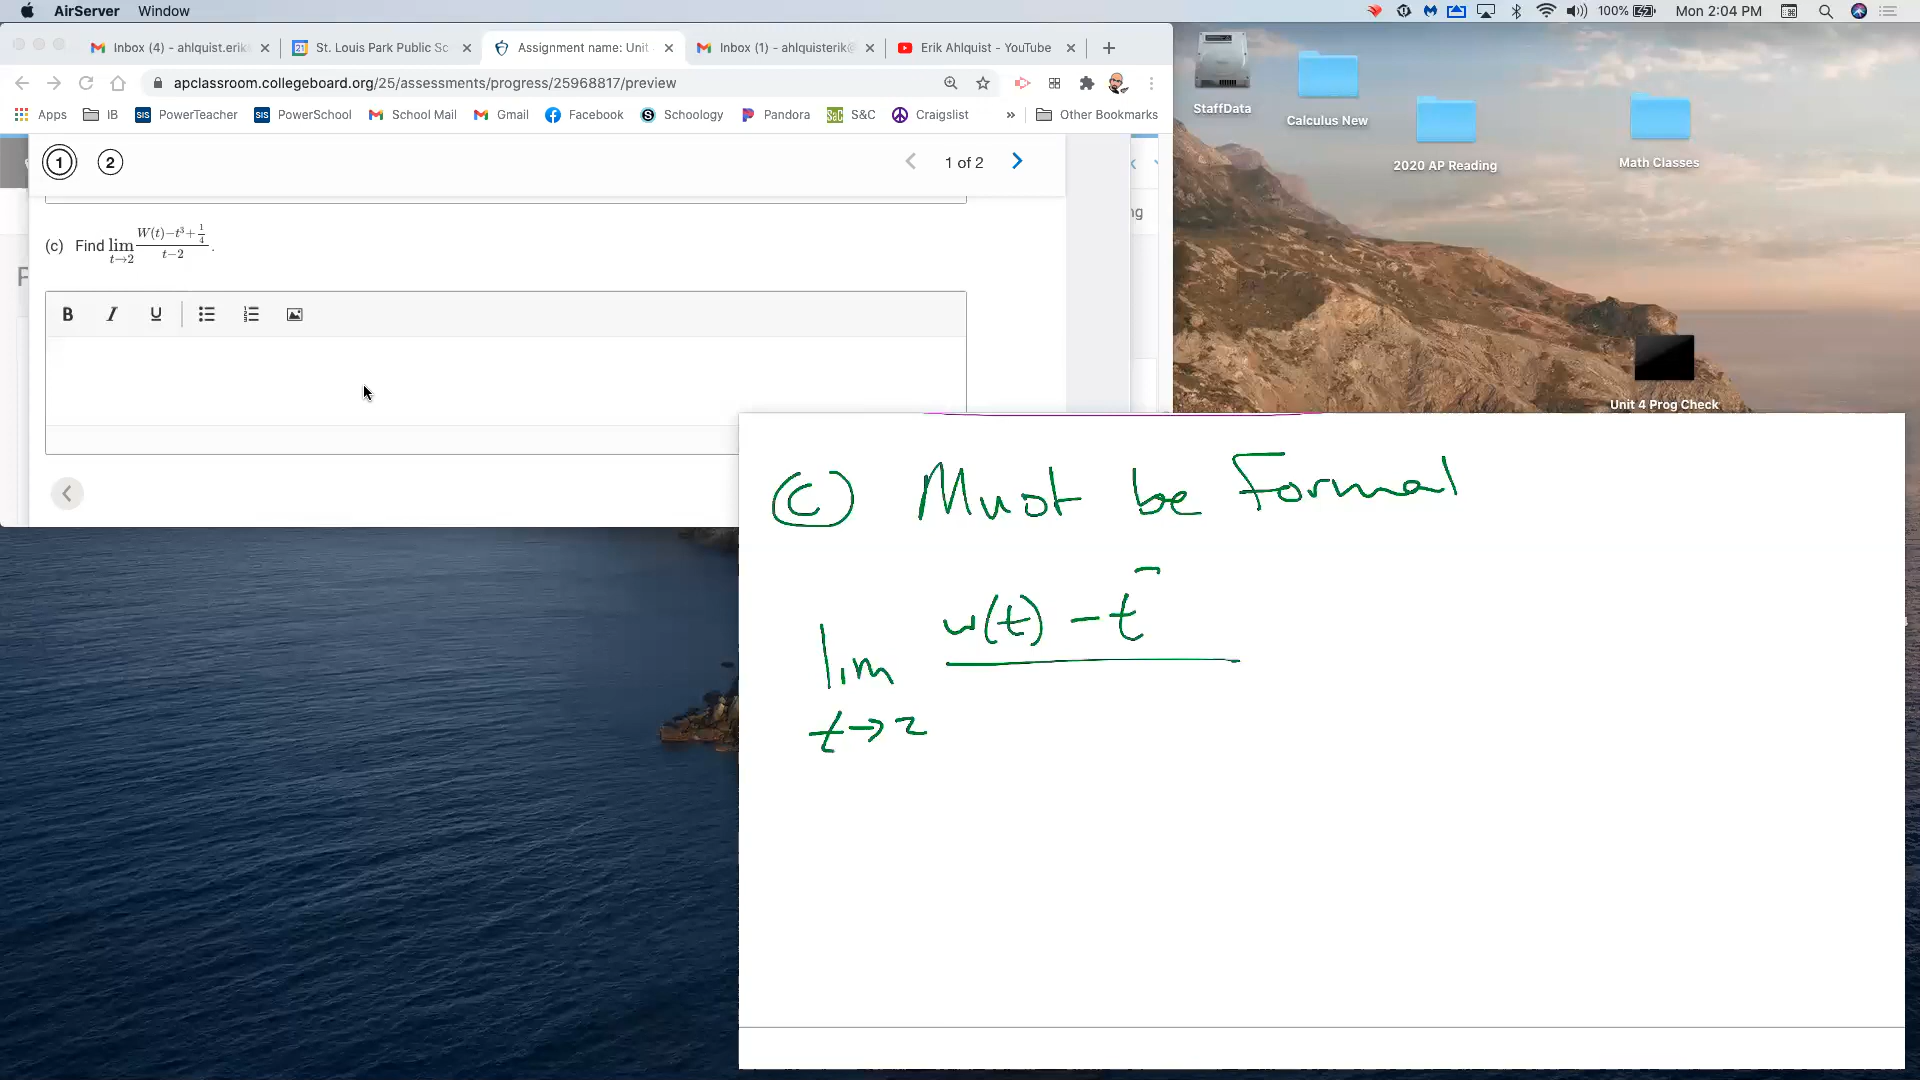 AirServer Window 100% Mon 2:04 PM
Inbox (4) - ahlquist.erik
St. Louis Park Public Sc
Assignment name: Unit
Inbox (1) - ahlquisterik@
Erik Ahlquist - YouTube
apclassroom.collegeboard.org/25/assessments/progress/25968817/preview
Apps IB SIS PowerTeacher SIS PowerSchool School Mail Gmail Facebook Schoology Pandora S&C S&C Craigslist » Other Bookmarks
1 2 1 of 2
ng
(c) Find lim t→2 W(t)−t³+1/4 / t−2.
B I U
StaffData
Calculus New
2020 AP Reading
Math Classes
Unit 4 Prog Check
(C) Must be Formal
w(t) - t
lim
t→2